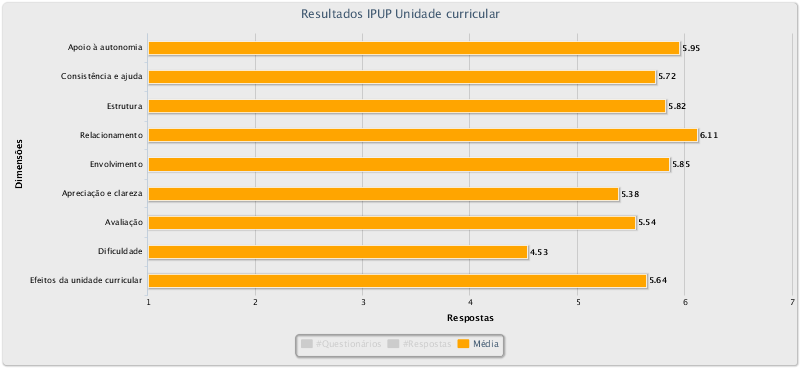 Resultados IPUP Unidade curricular
Dimensões
Apoio à autonomia 5.95
Consistência e ajuda 5.72
Estrutura 5.82
Relacionamento 6.11
Envolvimento 5.85
Apreciação e clareza 5.38
Avaliação 5.54
Dificuldade 4.53
Efeitos da unidade curricular 5.64
1 2 3 4 5 6 7
Respostas
#Questionários #Respostas Média